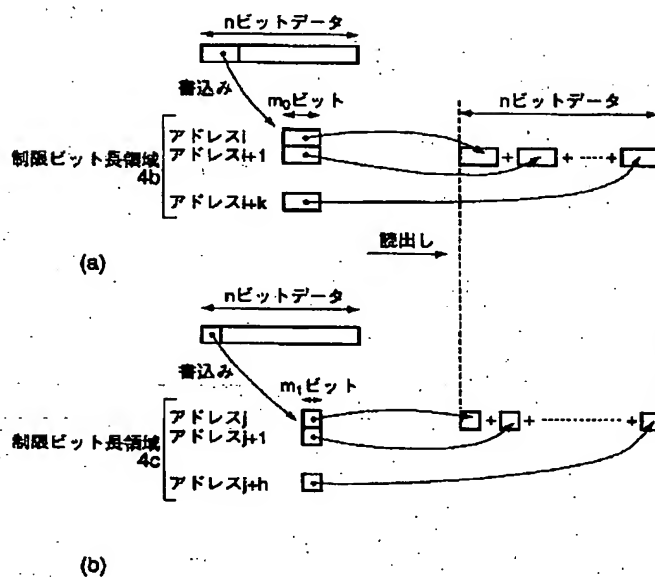 nビットデータ
書込み
m₀ビット
nビットデータ
アドレスi
制限ビット長領域
4b
アドレスi+1
+ + ----- +
アドレスi+k
読出し
(a)
nビットデータ
書込み
m₁ビット
アドレスj
制限ビット長領域
4c
アドレスj+1
+ + ---------- +
アドレスj+h
(b)